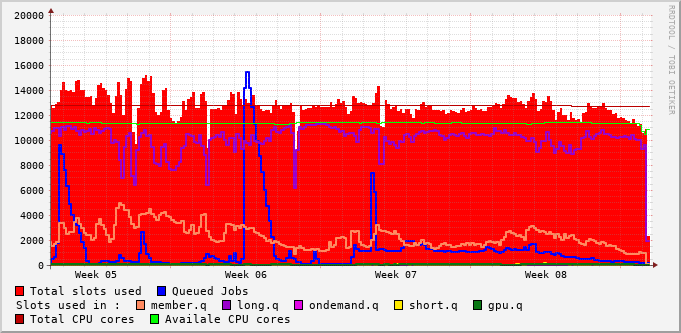 20000
18000
16000
14000
12000
10000
8000
6000
4000
2000
0
Week 05 Week 06 Week 07 Week 08
RRDTOOL / TOBI OETIKER
Total slots used Queued Jobs
Slots used in : member.q long.q ondemand.q short.q gpu.q
Total CPU cores Availale CPU cores